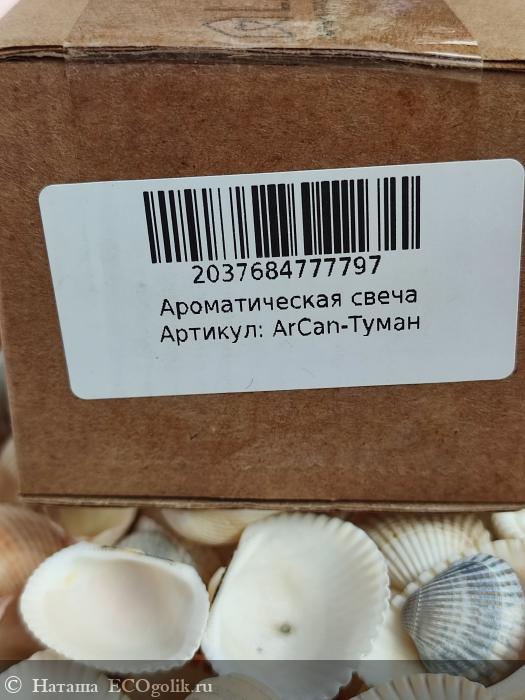 2037684777797
Ароматическая свеча
Артикул: ArCan-Туман
© Наташа ECOgolik.ru